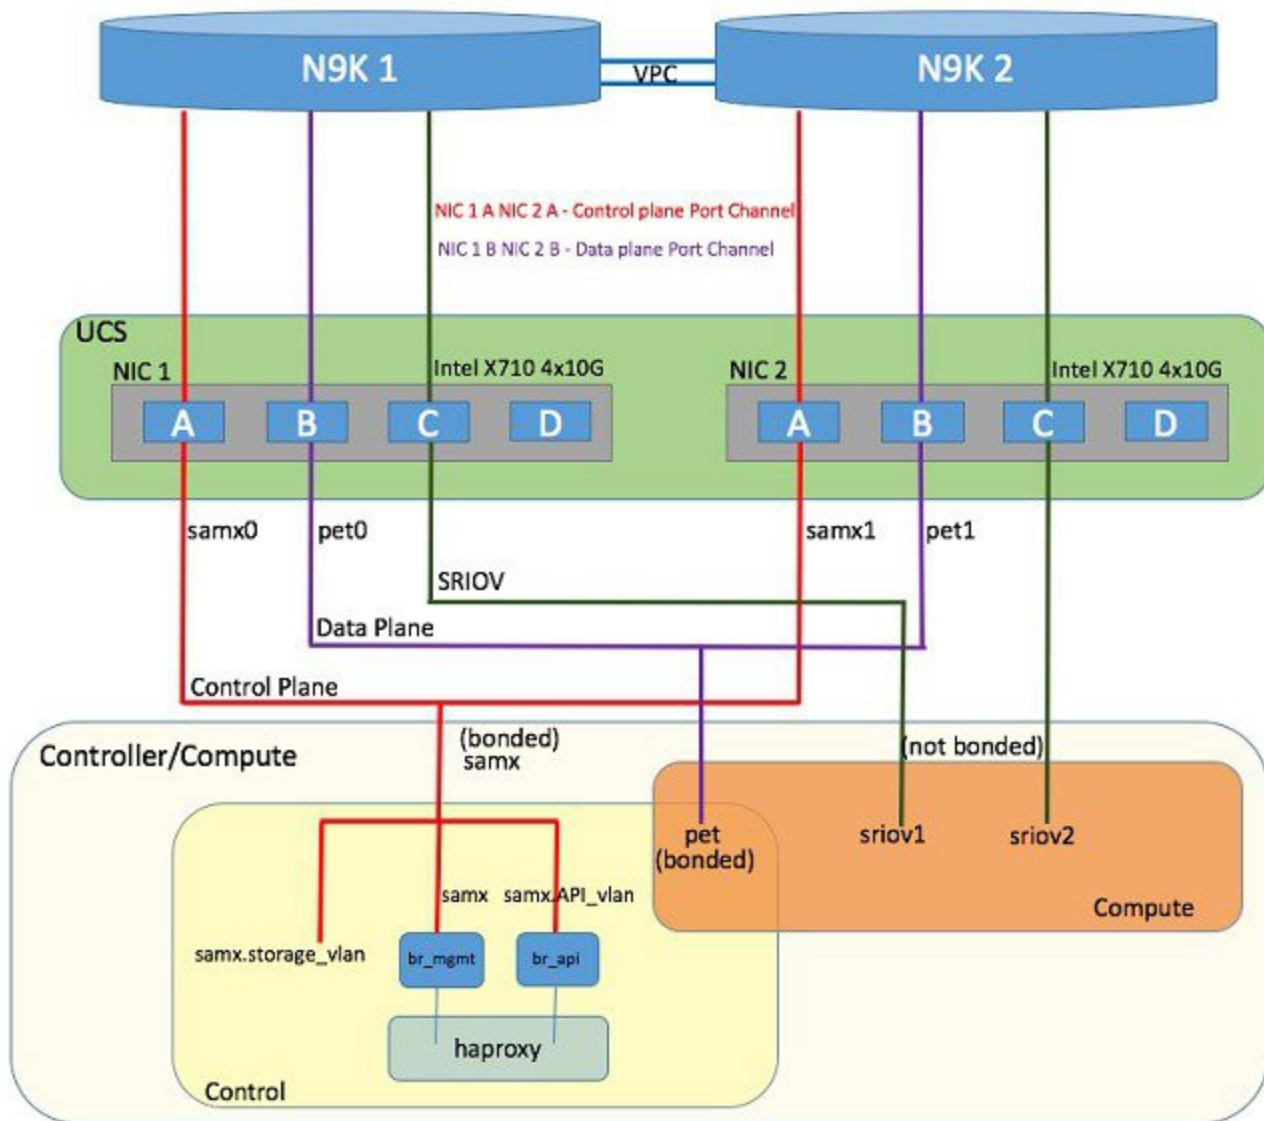 N9K 1
VPC
N9K 2
NIC 1 A NIC 2 A - Control plane Port Channel
NIC 1 B NIC 2 B - Data plane Port Channel
UCS
NIC 1
Intel X710 4x10G
NIC 2
Intel X710 4x10G
A
B
C
D
A
B
C
D
samx0
pet0
samx1
pet1
SRIOV
Data Plane
Control Plane
Controller/Compute
(bonded)
samx
(not bonded)
pet
(bonded)
sriov1
sriov2
Compute
samx
samx.API_vlan
samx.storage_vlan
br_mgmt
br_api
haproxy
Control